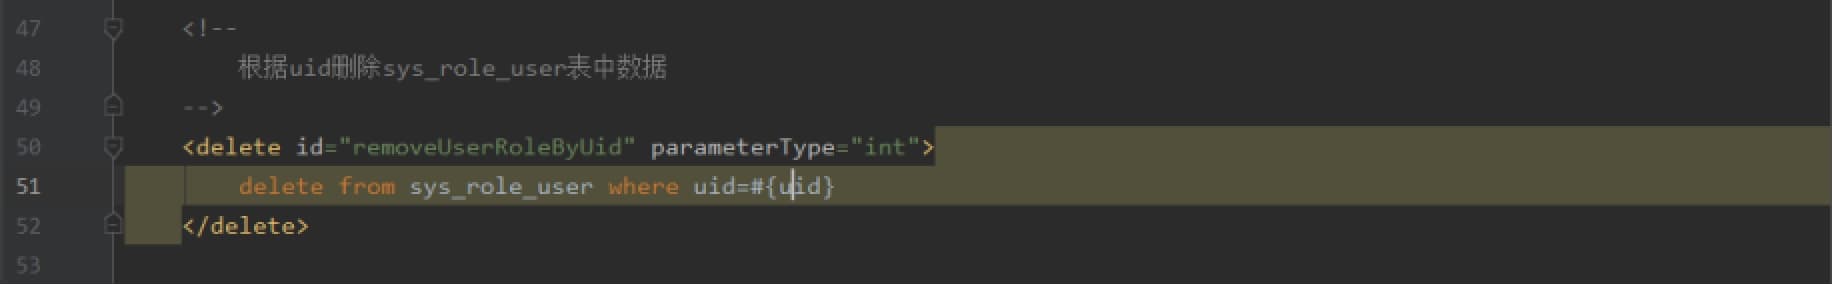 47 <!--
48 根据uid删除sys_role_user表中数据
49 -->
50 <delete id="removeUserRoleByUid" parameterType="int">
51 delete from sys_role_user where uid=#{uid}
52 </delete>
53